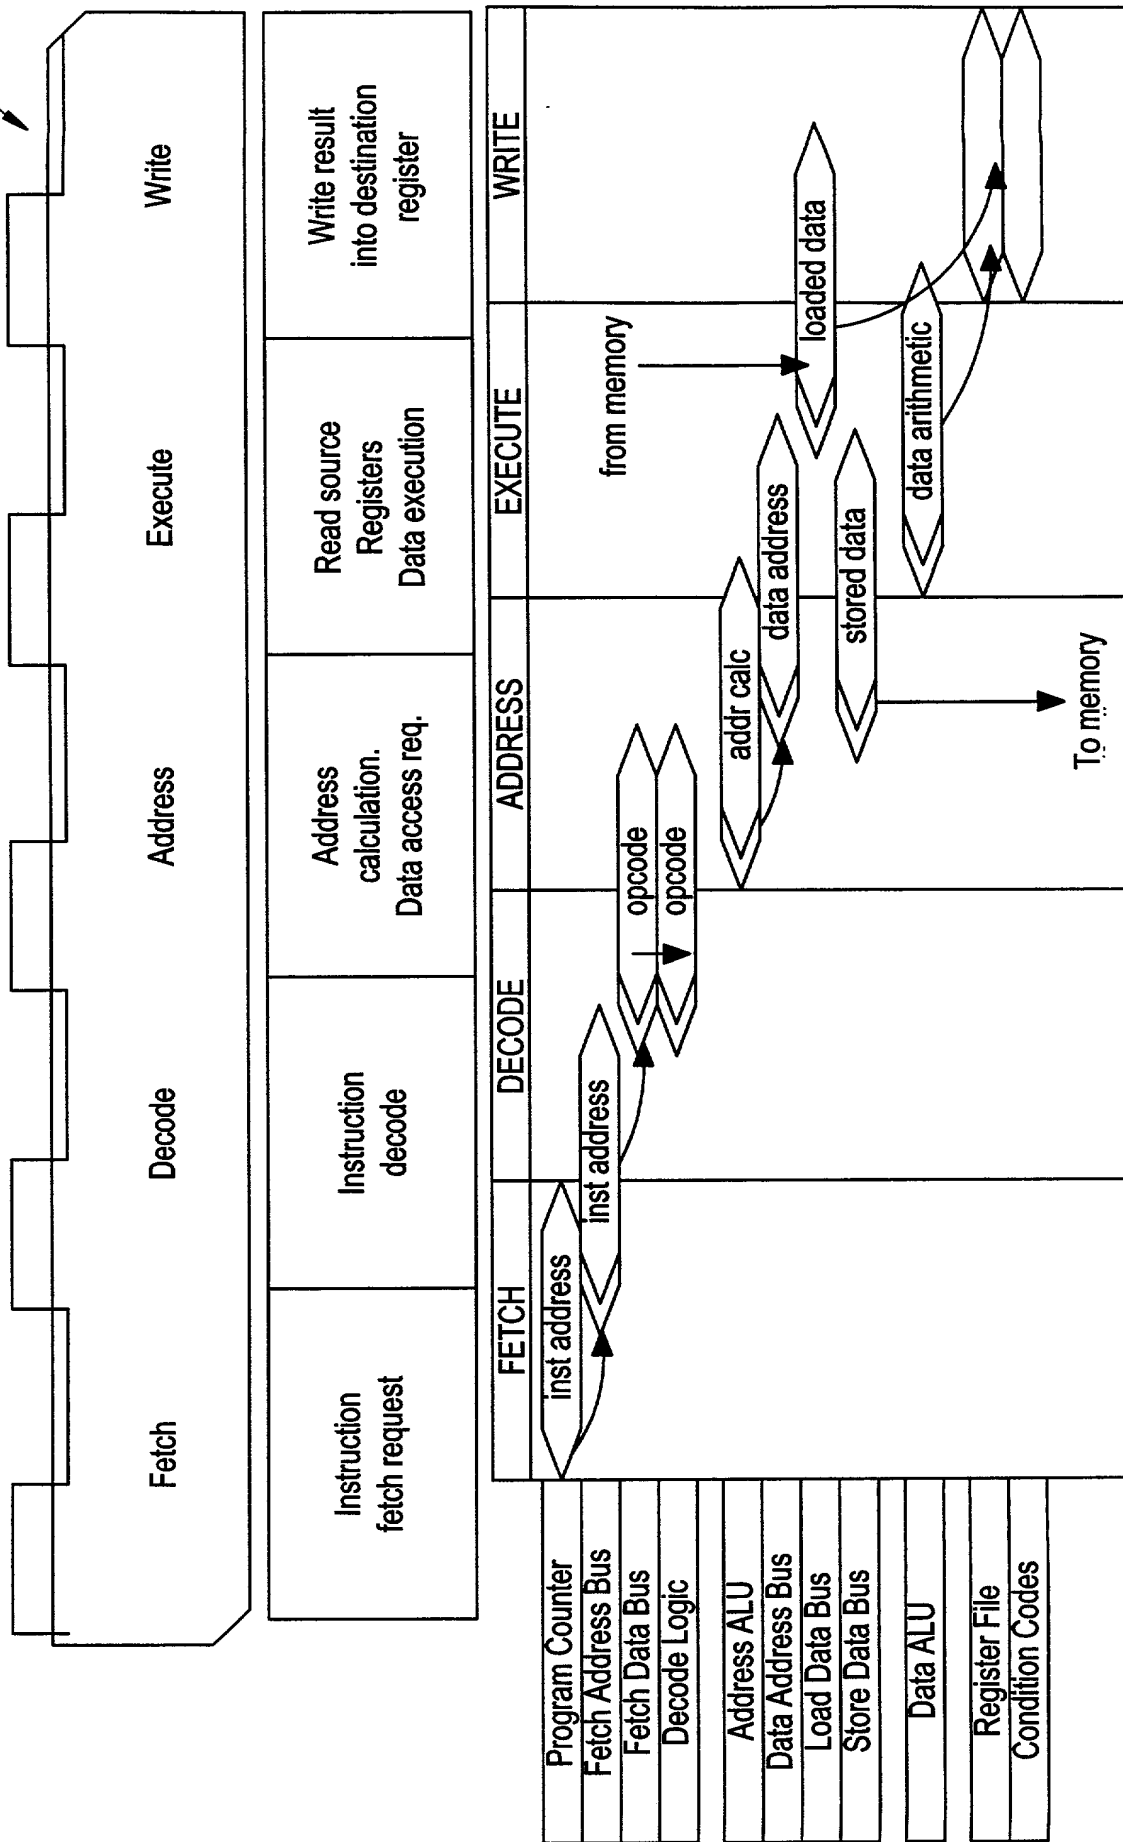 Fetch
Decode
Address
Execute
Write
Instruction
fetch request
Instruction
decode
Address
calculation.
Data access req.
Read source
Registers
Data execution
Write result
into destination
register
FETCH
DECODE
ADDRESS
EXECUTE
WRITE
Program Counter
inst address
Fetch Address Bus
inst address
Fetch Data Bus
opcode
Decode Logic
opcode
from memory
Address ALU
addr calc
Data Address Bus
data address
Load Data Bus
loaded data
Store Data Bus
stored data
Data ALU
data arithmetic
Register File
Condition Codes
To memory